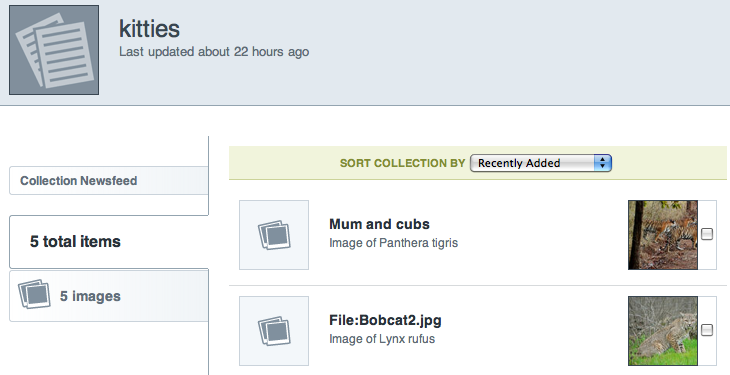 kitties
Last updated about 22 hours ago
Collection Newsfeed
5 total items
5 images
SORT COLLECTION BY Recently Added
Mum and cubs
Image of Panthera tigris
File:Bobcat2.jpg
Image of Lynx rufus